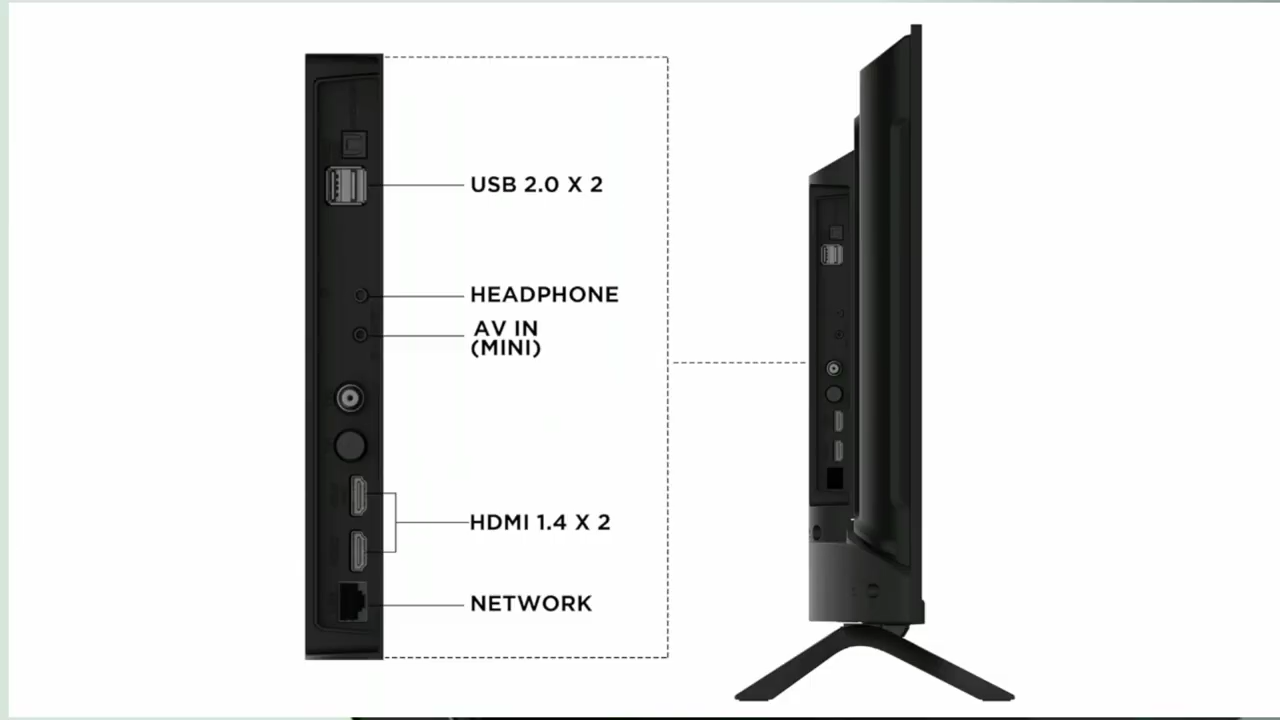 USB 2.0 X 2
HEADPHONE
AV IN
(MINI)
HDMI 1.4 X 2
NETWORK